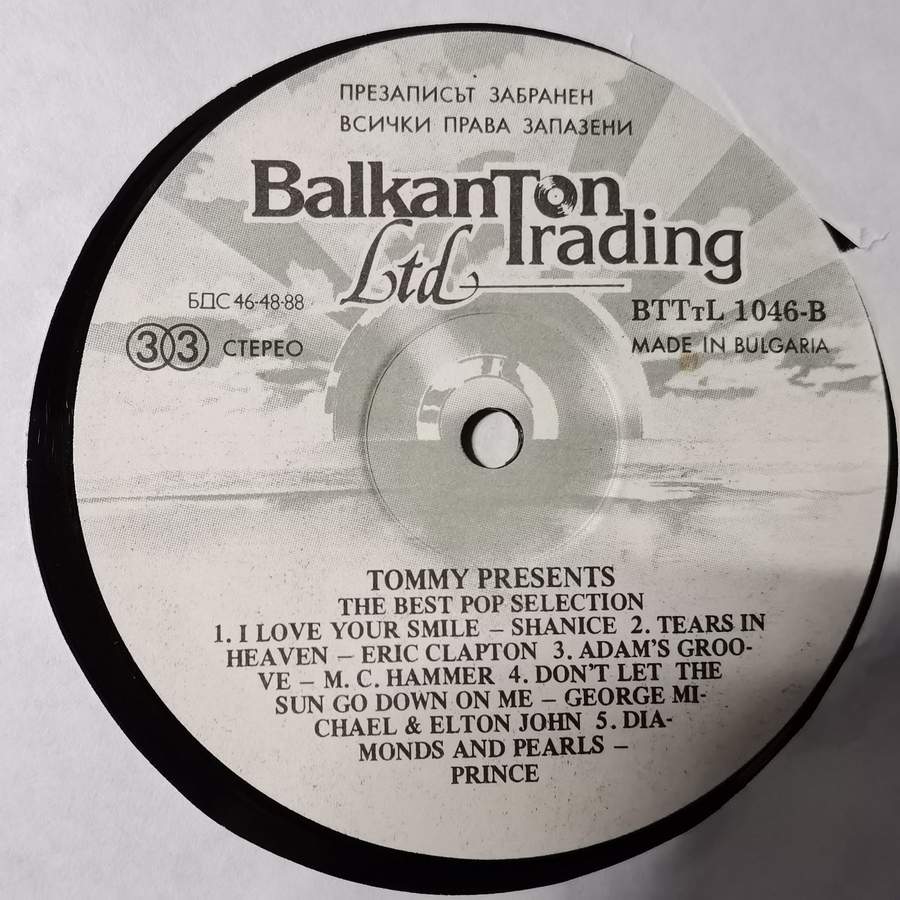 ПРЕЗАПИСЪТ ЗАБРАНЕН
ВСИЧКИ ПРАВА ЗАПАЗЕНИ
BalkanTon
Trading
Ltd
БДС 46-48-88
33 СТЕРЕО
BTTтL 1046-B
MADE IN BULGARIA
TOMMY PRESENTS
THE BEST POP SELECTION
1. I LOVE YOUR SMILE – SHANICE 2. TEARS IN
HEAVEN – ERIC CLAPTON 3. ADAM'S GROO-
VE – M. C. HAMMER 4. DON'T LET THE
SUN GO DOWN ON ME – GEORGE MI-
CHAEL & ELTON JOHN 5. DIA-
MONDS AND PEARLS –
PRINCE